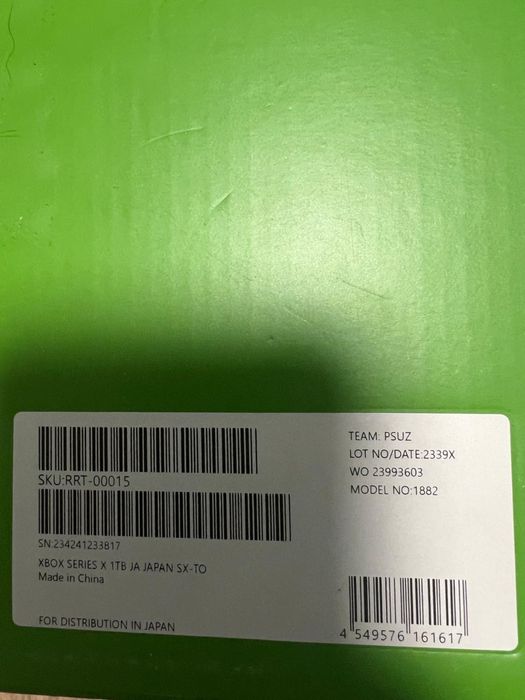 SKU:RRT-00015
SN:234241233817
XBOX SERIES X 1TB JA JAPAN SX-TO
Made in China
FOR DISTRIBUTION IN JAPAN
TEAM: PSUZ
LOT NO/DATE:2339X
WO 23993603
MODEL NO:1882
4 549576 161617